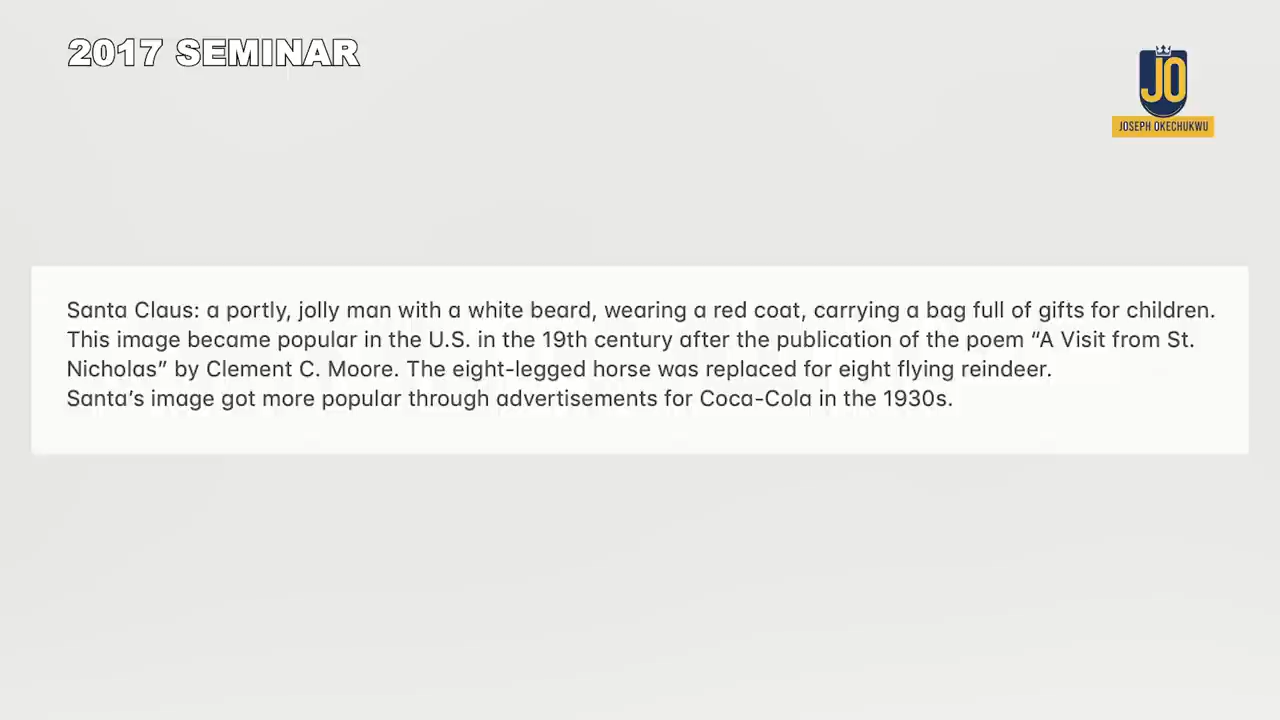 2017 SEMINAR
JO
JOSEPH OKECHUKWU
Santa Claus: a portly, jolly man with a white beard, wearing a red coat, carrying a bag full of gifts for children.
This image became popular in the U.S. in the 19th century after the publication of the poem “A Visit from St.
Nicholas” by Clement C. Moore. The eight-legged horse was replaced for eight flying reindeer.
Santa’s image got more popular through advertisements for Coca-Cola in the 1930s.